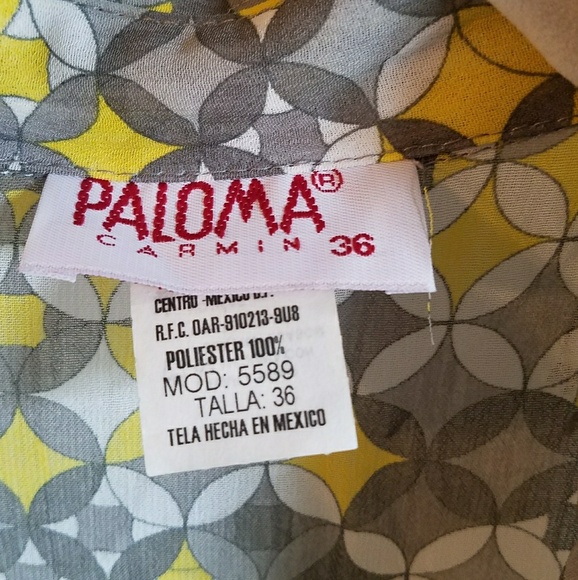 PALOMA®
CARMIN 36
CENTRO -MEXICO D.F.
R.F.C. OAR-910213-9U8
POLIESTER 100%
MOD: 5589
TALLA: 36
TELA HECHA EN MEXICO